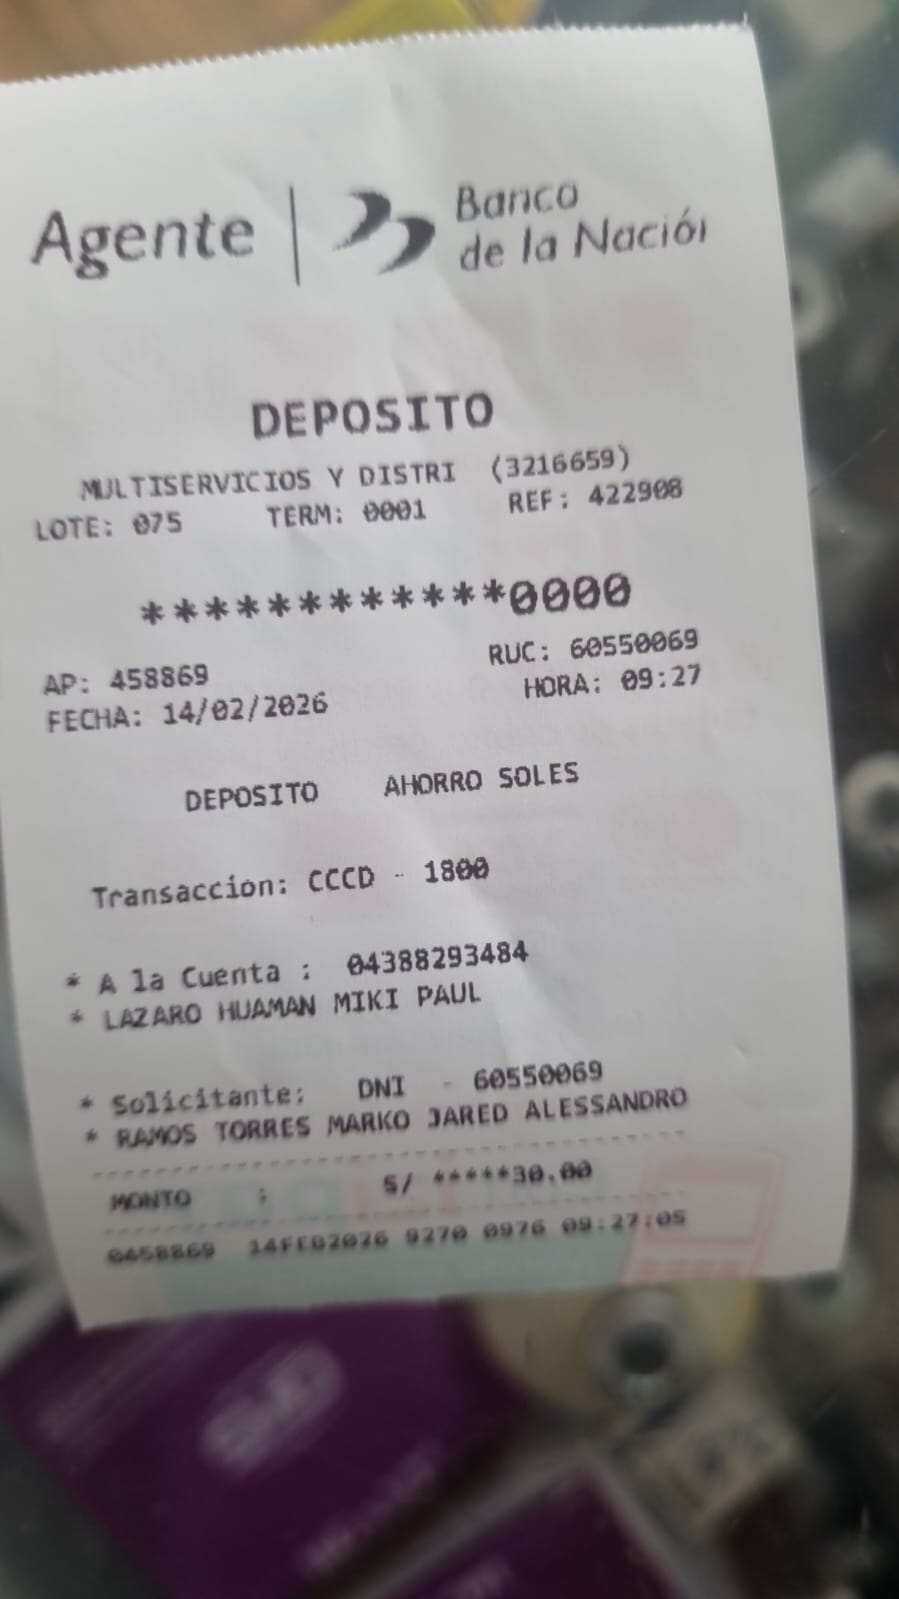 Agente
Banco
de la Nación
DEPOSITO
MULTISERVICIOS Y DISTRI (3216659)
LOTE: 075 TERM: 0001 REF: 422908
************0000
AP: 458869 RUC: 60550069
FECHA: 14/02/2026 HORA: 09:27
DEPOSITO AHORRO SOLES
Transaccion: CCCD - 1800
* A la Cuenta : 04388293484
* LAZARO HUAMAN MIKI PAUL
* Solicitante: DNI - 60550069
* RAMOS TORRES MARKO JARED ALESSANDRO
MONTO : S/ *****30.00
0458869 14FEB2026 9270 0976 09:27:05